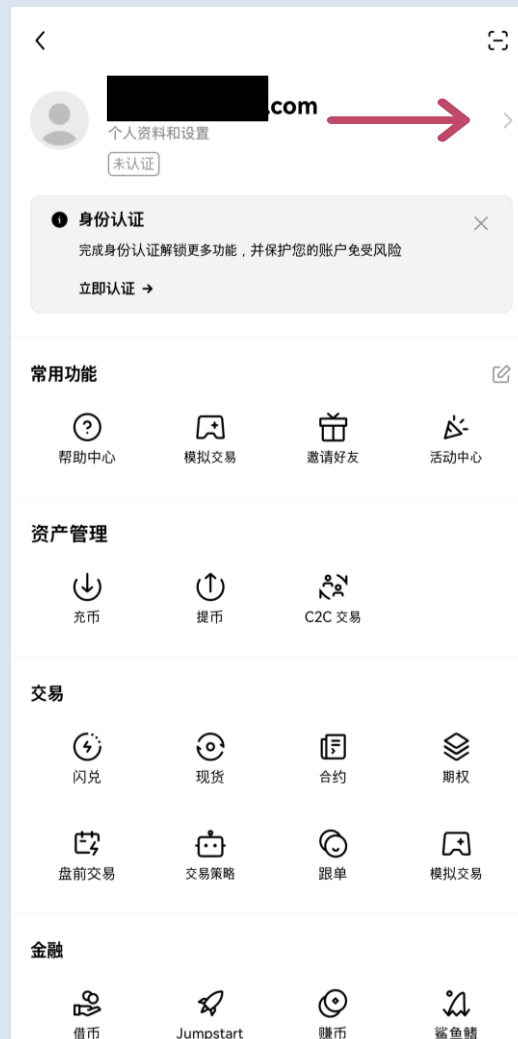 .com
个人资料和设置
未认证
身份认证
完成身份认证解锁更多功能，并保护您的账户免受风险
立即认证 →
常用功能
帮助中心 模拟交易 邀请好友 活动中心
资产管理
充币 提币 C2C 交易
交易
闪兑 现货 合约 期权
盘前交易 交易策略 跟单 模拟交易
金融
借币 Jumpstart 赚币 鲨鱼鳍